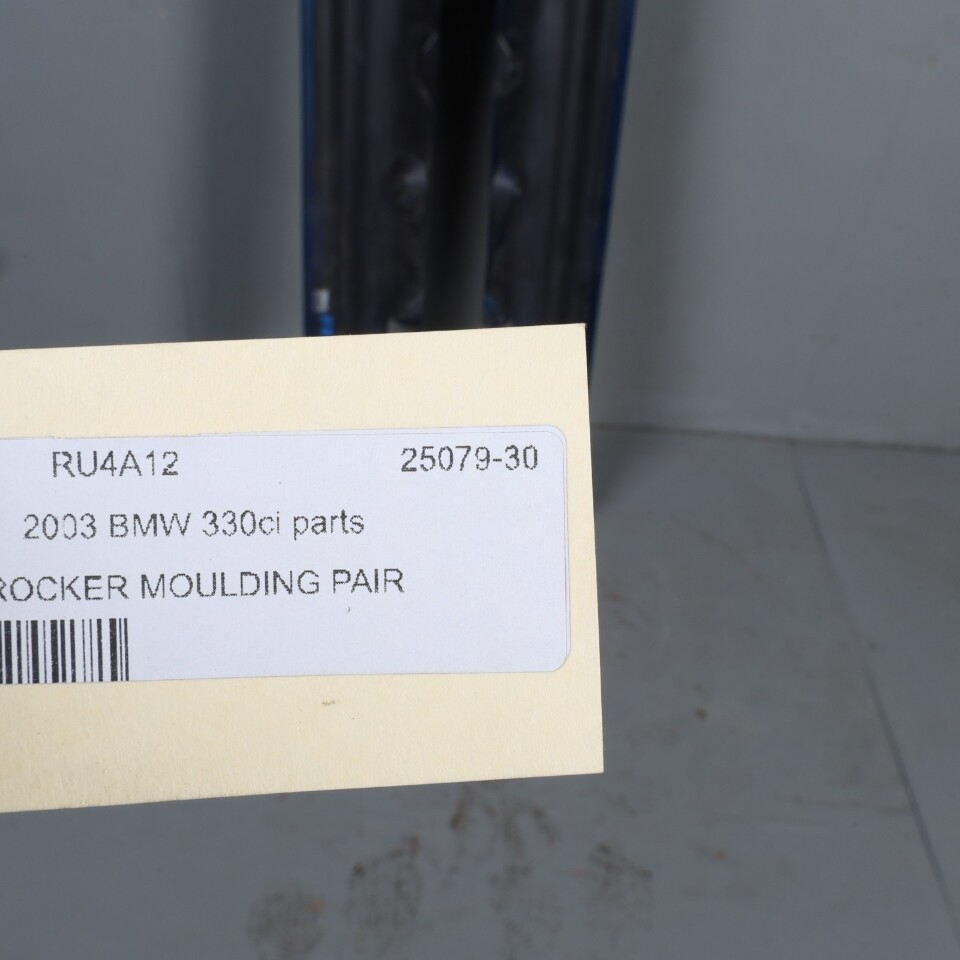 RU4A12 25079-30
2003 BMW 330ci parts
ROCKER MOULDING PAIR